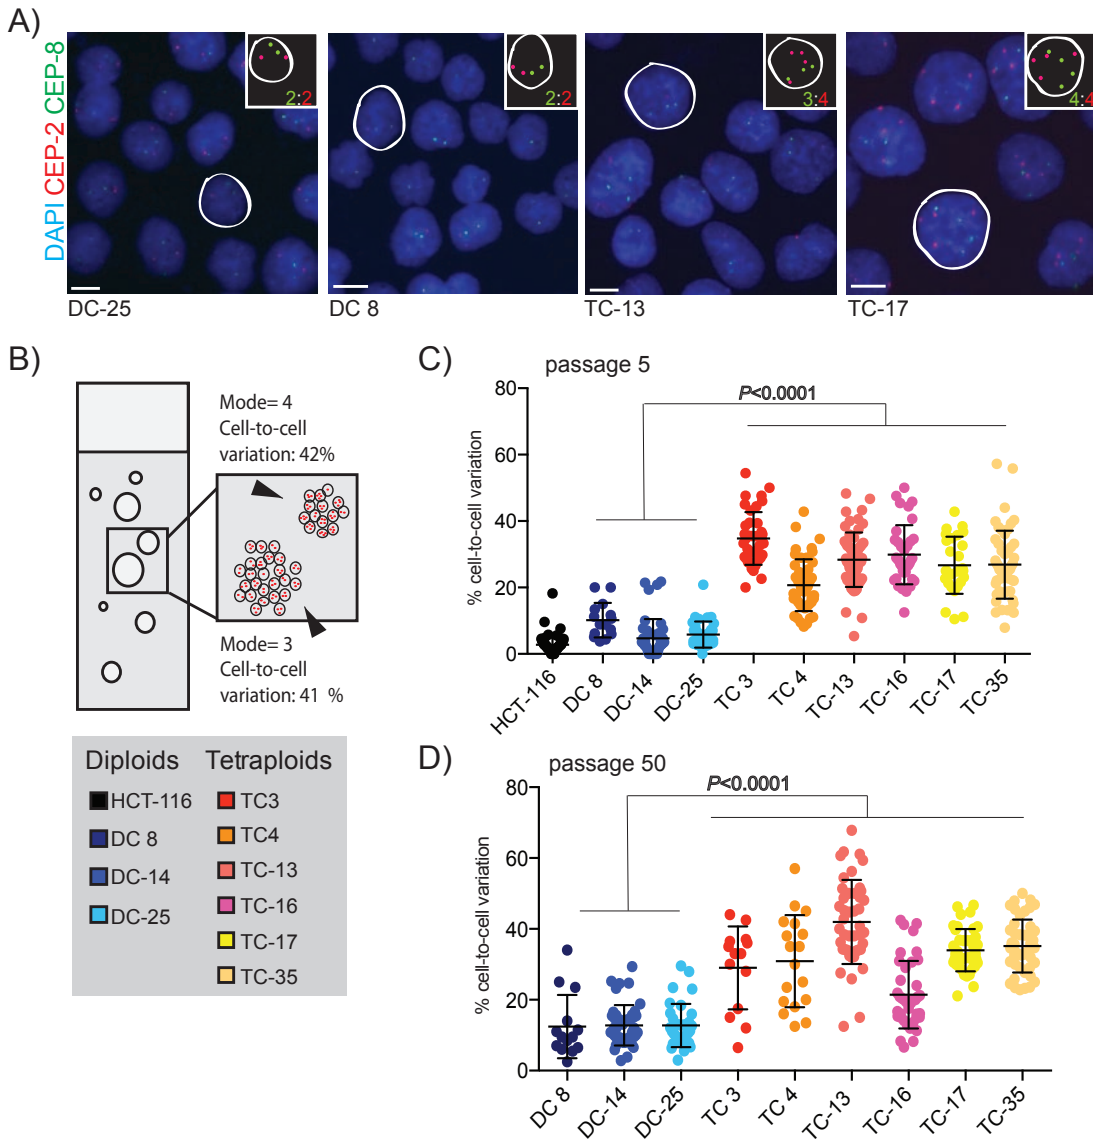 A)
DAPI CEP-2 CEP-8
2:2
2:2
3:4
4:4
DC-25
DC 8
TC-13
TC-17
B)
Mode= 4
Cell-to-cell
variation: 42%
Mode= 3
Cell-to-cell
variation: 41 %
Diploids
HCT-116
DC 8
DC-14
DC-25
Tetraploids
TC3
TC4
TC-13
TC-16
TC-17
TC-35
C)
passage 5
P<0.0001
% cell-to-cell variation
80
60
40
20
0
HCT-116
DC 8
DC-14
DC-25
TC 3
TC 4
TC-13
TC-16
TC-17
TC-35
D)
passage 50
P<0.0001
% cell-to-cell variation
80
60
40
20
0
DC 8
DC-14
DC-25
TC 3
TC 4
TC-13
TC-16
TC-17
TC-35